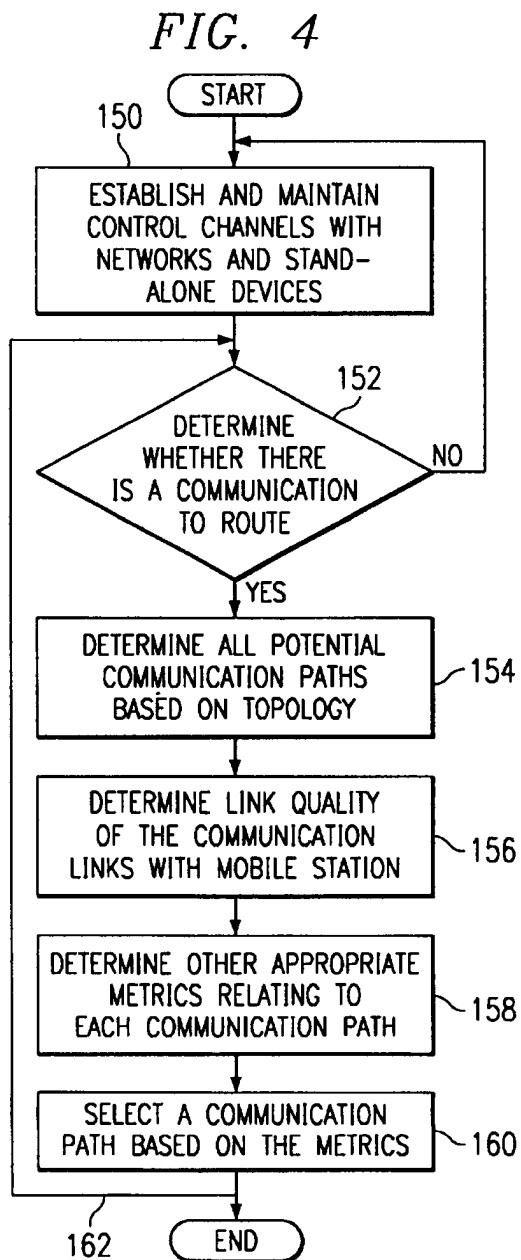 FIG. 4
START
150
ESTABLISH AND MAINTAIN
CONTROL CHANNELS WITH
NETWORKS AND STAND-
ALONE DEVICES
152
DETERMINE
WHETHER THERE
IS A COMMUNICATION
TO ROUTE
NO
YES
DETERMINE ALL POTENTIAL
COMMUNICATION PATHS
BASED ON TOPOLOGY
154
DETERMINE LINK QUALITY
OF THE COMMUNICATION
LINKS WITH MOBILE STATION
156
DETERMINE OTHER APPROPRIATE
METRICS RELATING TO
EACH COMMUNICATION PATH
158
SELECT A COMMUNICATION
PATH BASED ON THE METRICS
160
162
END